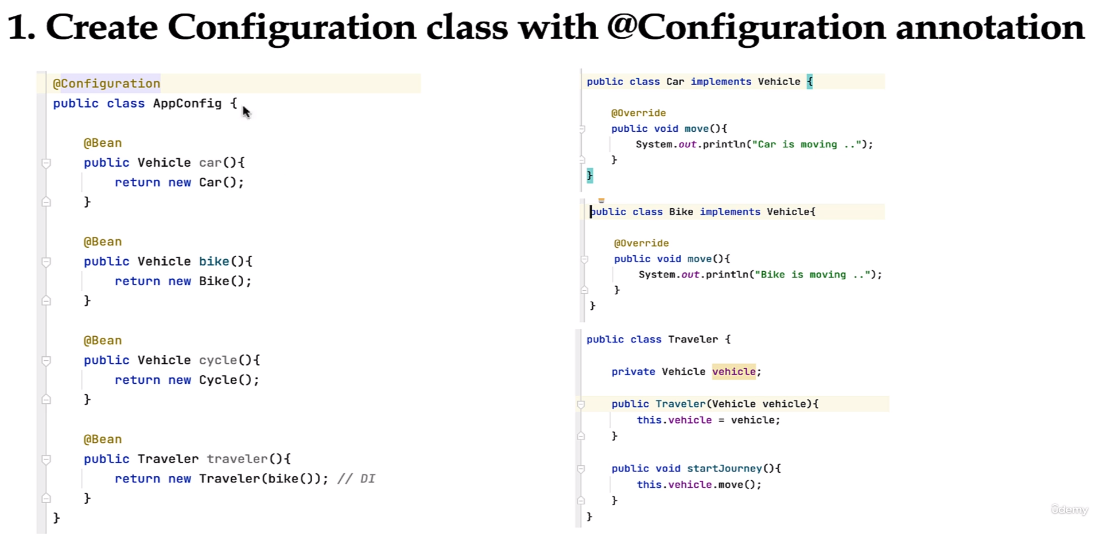 1. Create Configuration class with @Configuration annotation
@Configuration
public class AppConfig {
@Bean
public Vehicle car(){
return new Car();
}
@Bean
public Vehicle bike(){
return new Bike();
}
@Bean
public Vehicle cycle(){
return new Cycle();
}
@Bean
public Traveler traveler(){
return new Traveler(bike()); // DI
}
}
public class Car implements Vehicle {
@Override
public void move(){
System.out.println("Car is moving ..");
}
}
public class Bike implements Vehicle{
@Override
public void move(){
System.out.println("Bike is moving ..");
}
}
public class Traveler {
private Vehicle vehicle;
public Traveler(Vehicle vehicle){
this.vehicle = vehicle;
}
public void startJourney(){
this.vehicle.move();
}
}
ûdemy